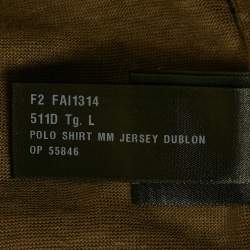 F2 FAI1314
511D Tg. L
POLO SHIRT MM JERSEY DUBLON
OP 55846